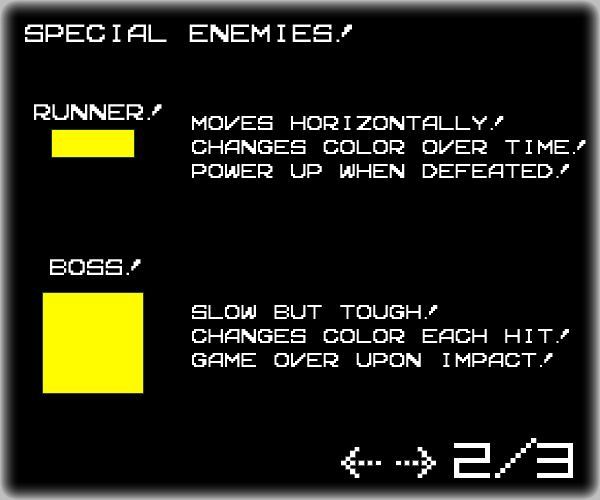 SPECIAL ENEMIES!
RUNNER!
MOVES HORIZONTALLY!
CHANGES COLOR OVER TIME!
POWER UP WHEN DEFEATED!
BOSS!
SLOW BUT TOUGH!
CHANGES COLOR EACH HIT!
GAME OVER UPON IMPACT!
2/3